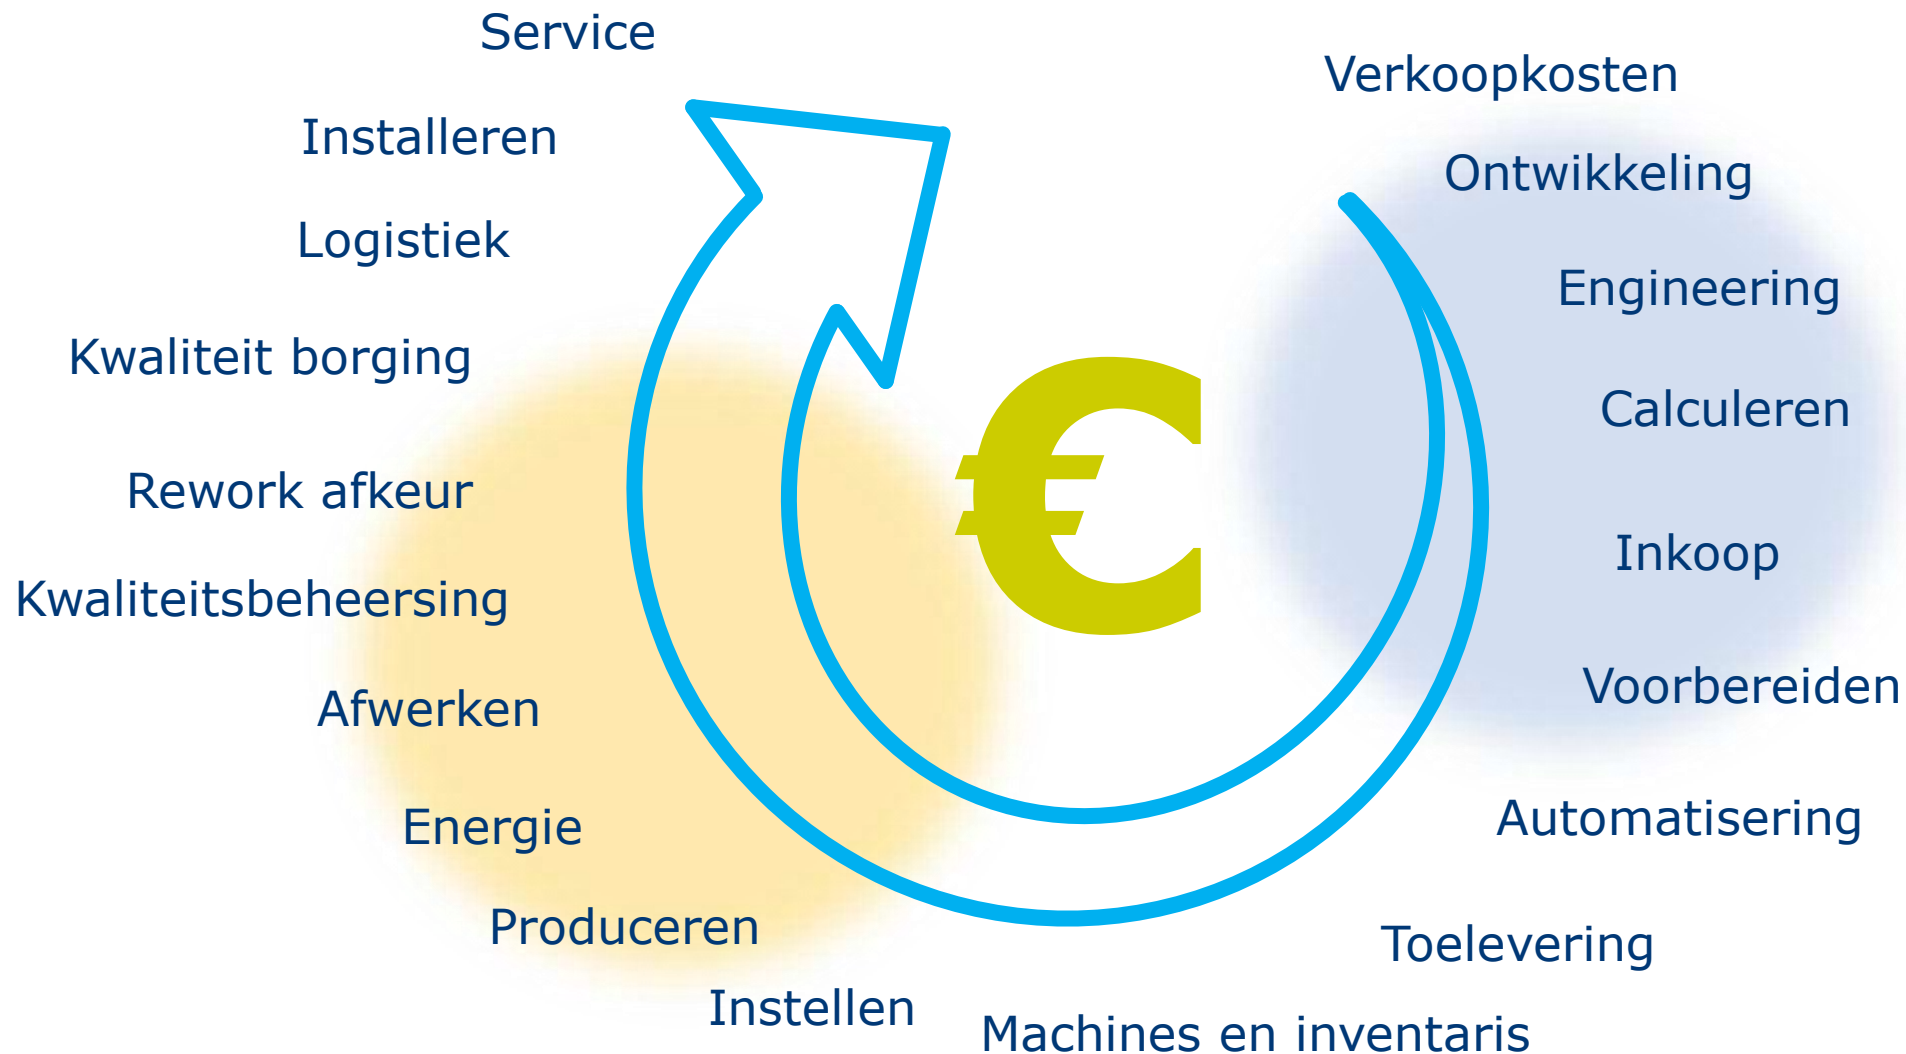 Verkoopkosten
Ontwikkeling
Engineering
Calculeren
Inkoop
Voorbereiden
Automatisering
Toelevering
Machines en inventaris
Instellen
Produceren
Energie
Afwerken
Kwaliteitsbeheersing
Rework afkeur
Kwaliteit borging
Logistiek
Installeren
Service
€